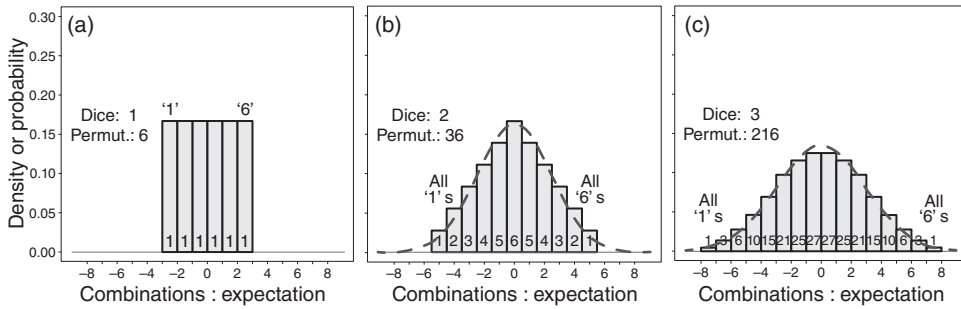 (a)
Density or probability
0.30
0.25
0.20
0.15
0.10
0.05
0.00
Dice: 1
Permut.: 6
‘1’
‘6’
1 1 1 1 1 1
−8 −6 −4 −2 0 2 4 6 8
Combinations : expectation
(b)
Dice: 2
Permut.: 36
All
‘1’ s
All
‘6’ s
1 2 3 4 5 6 5 4 3 2 1
−8 −6 −4 −2 0 2 4 6 8
Combinations : expectation
(c)
Dice: 3
Permut.: 216
All
‘1’ s
All
‘6’ s
1 3 6 10 15 21 25 27 27 25 21 15 10 6 3 1
−8 −6 −4 −2 0 2 4 6 8
Combinations : expectation